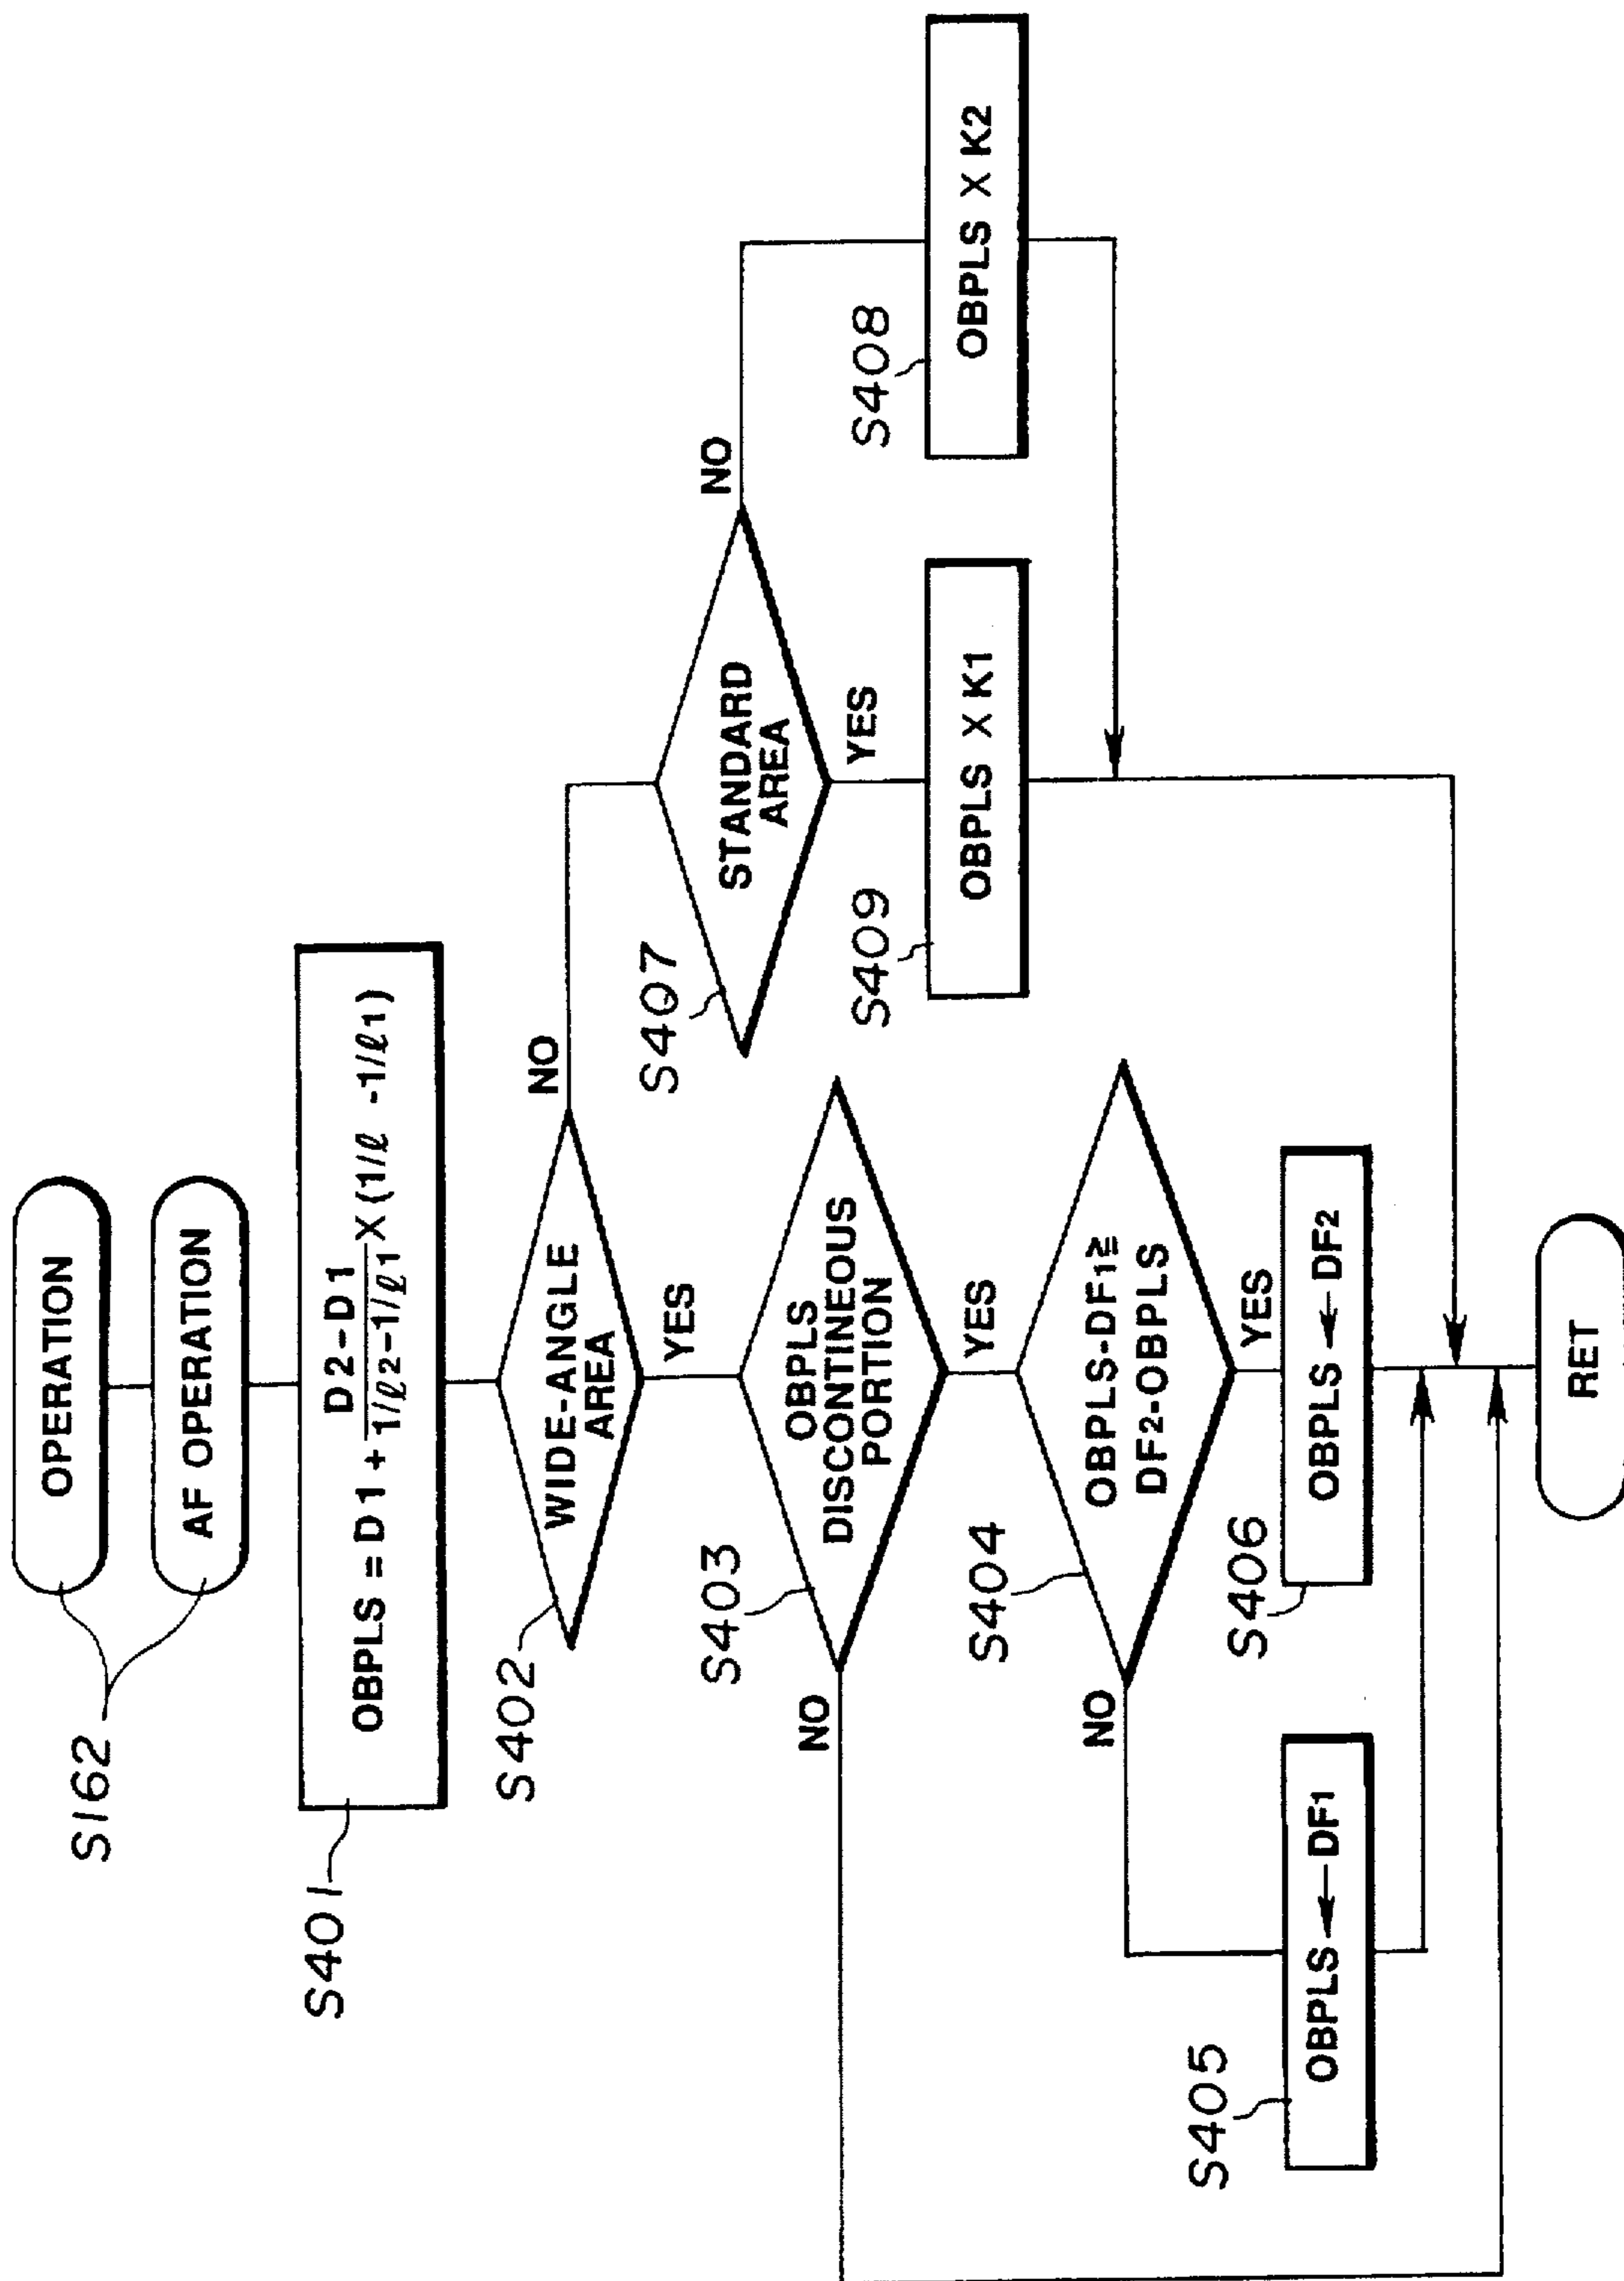 OPERATION
S162
AF OPERATION
S401
OBPLS = D1 + D2-D1 / 1/ℓ2-1/ℓ1 X (1/ℓ -1/ℓ1)
S402
WIDE-ANGLE
AREA
NO
YES
S403
OBPLS
DISCONTINEOUS
PORTION
NO
YES
S404
OBPLS-DF1≧
DF2-OBPLS
NO
YES
S405
OBPLS←DF1
S406
OBPLS←DF2
S407
STANDARD
AREA
NO
YES
S408
OBPLS X K2
S409
OBPLS X K1
RET